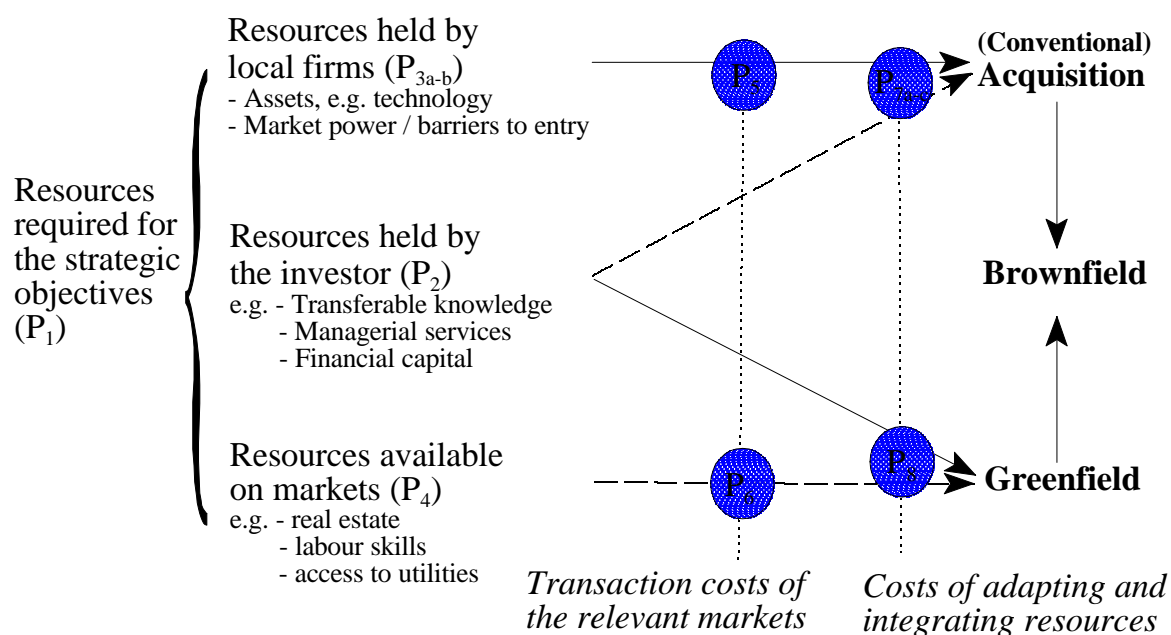 Resources held by
local firms (P3a-b)
- Assets, e.g. technology
- Market power / barriers to entry
Resources
required for
the strategic
objectives
(P1)
Resources held by
the investor (P2)
e.g. - Transferable knowledge
- Managerial services
- Financial capital
Resources available
on markets (P4)
e.g. - real estate
- labour skills
- access to utilities
P
P
P6
P8
(Conventional)
Acquisition
Brownfield
Greenfield
Transaction costs of
the relevant markets
Costs of adapting and
integrating resources